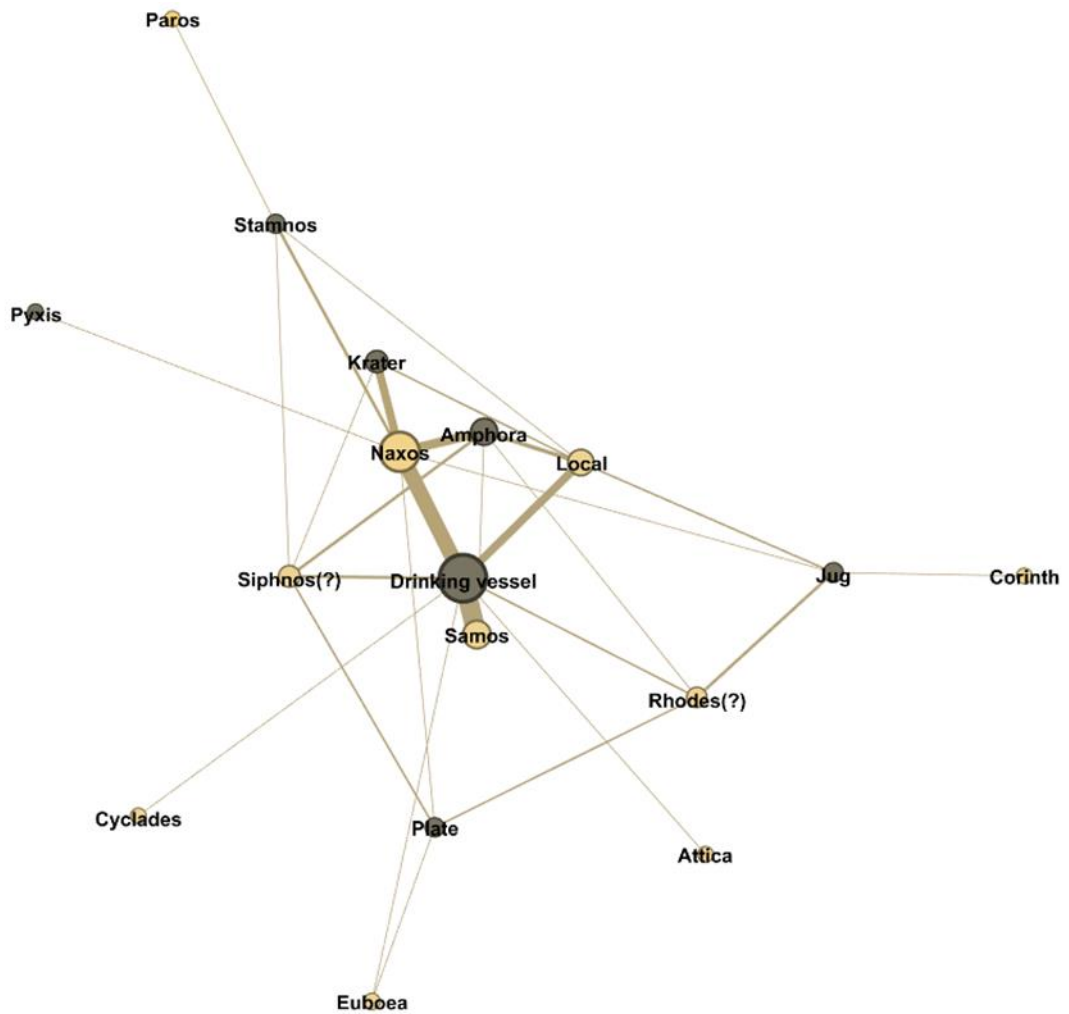 Paros
Stamnos
Pyxis
Krater
Amphora
Naxos
Local
Siphnos(?)
Drinking vessel
Jug
Corinth
Samos
Rhodes(?)
Cyclades
Plate
Attica
Euboea